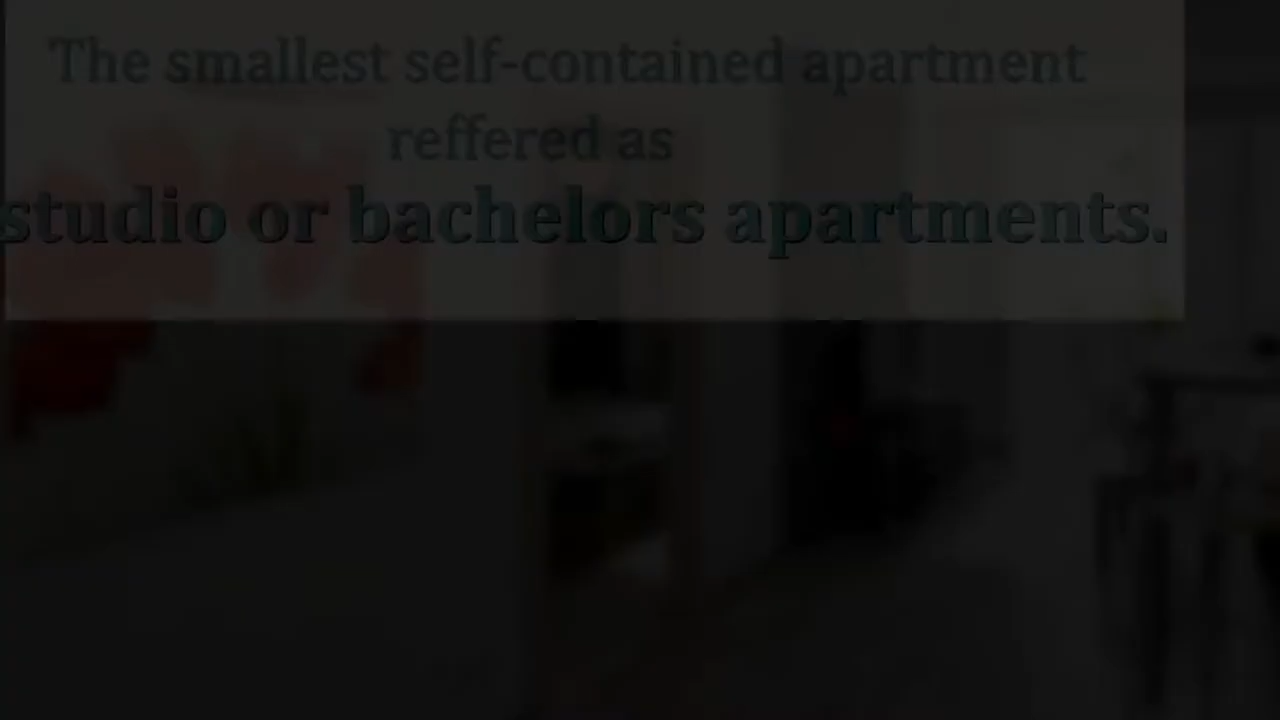 The smallest self-contained apartment
reffered as
studio or bachelors apartments.